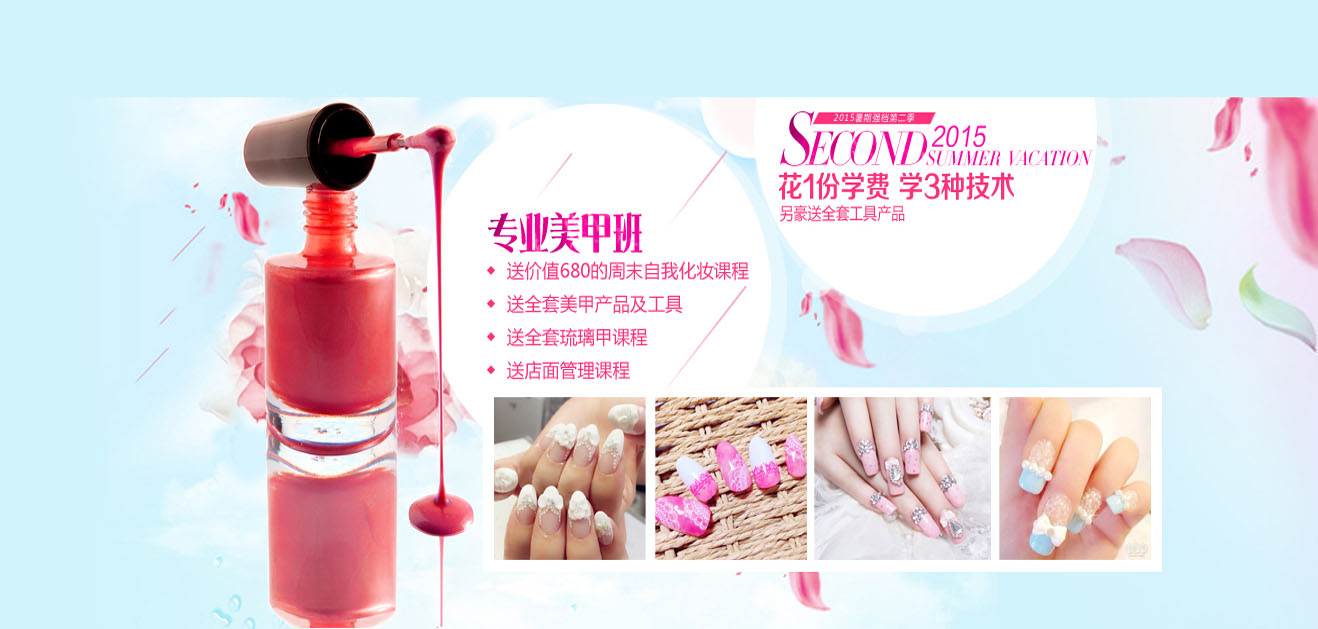 2015暑期强档第二季
SECOND 2015
SUMMER VACATION
花1份学费 学3种技术
另豪送全套工具产品
专业美甲班
送价值680的周末自我化妆课程
送全套美甲产品及工具
送全套琉璃甲课程
送店面管理课程